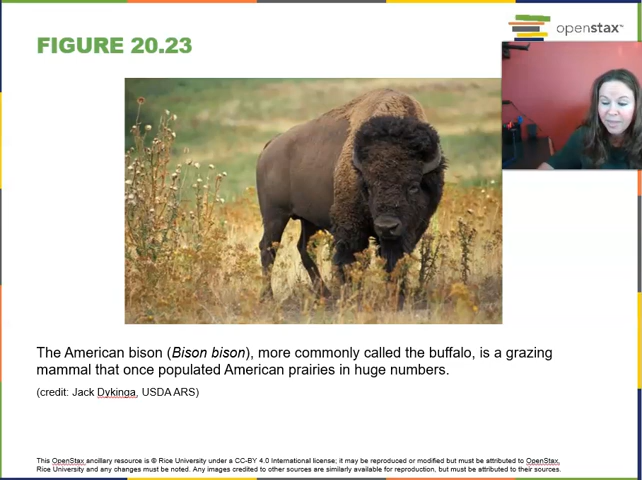 FIGURE 20.23
openstax™
The American bison (Bison bison), more commonly called the buffalo, is a grazing
mammal that once populated American prairies in huge numbers.
(credit: Jack Dykinga, USDA ARS)
This OpenStax ancillary resource is © Rice University under a CC-BY 4.0 International license; it may be reproduced or modified but must be attributed to OpenStax,
Rice University and any changes must be noted. Any images credited to other sources are similarly available for reproduction, but must be attributed to their sources.